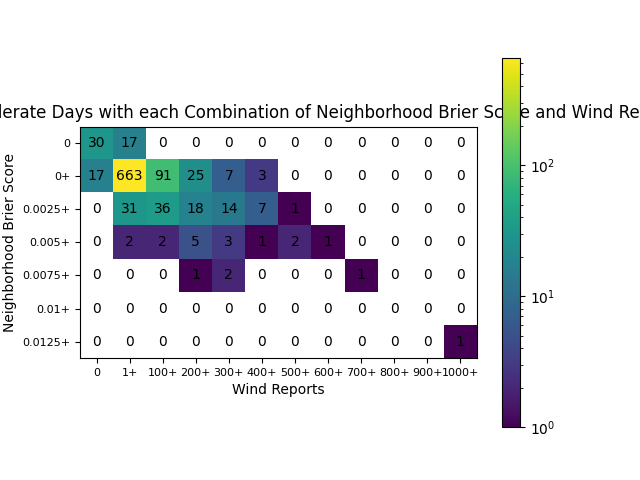 derate Days with each Combination of Neighborhood Brier Score and Wind Re
Neighborhood Brier Score
0 30 17 0 0 0 0 0 0 0 0 0 0
0+ 17 663 91 25 7 3 0 0 0 0 0 0
0.0025+ 0 31 36 18 14 7 1 0 0 0 0 0
0.005+ 0 2 2 5 3 1 2 1 0 0 0 0
0.0075+ 0 0 0 1 2 0 0 0 1 0 0 0
0.01+ 0 0 0 0 0 0 0 0 0 0 0 0
0.0125+ 0 0 0 0 0 0 0 0 0 0 0 1
0 1+ 100+ 200+ 300+ 400+ 500+ 600+ 700+ 800+ 900+ 1000+
Wind Reports
10²
10¹
10⁰